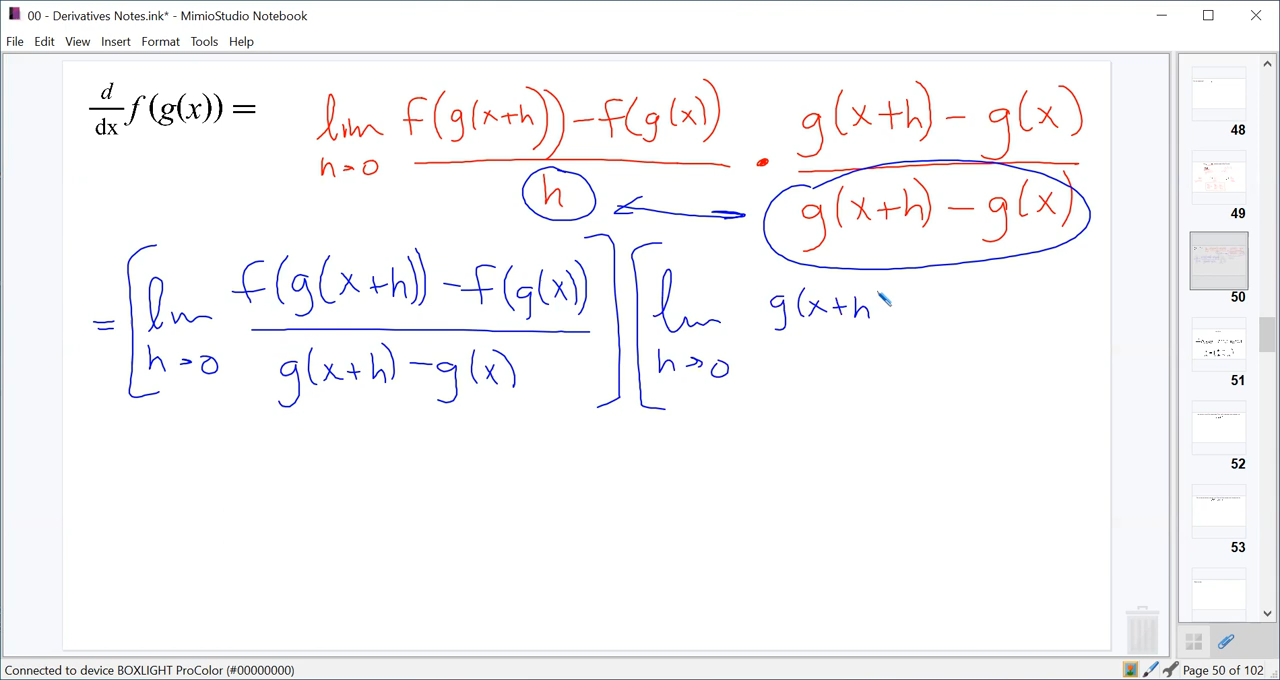 00 - Derivatives Notes.ink* - MimioStudio Notebook
File Edit View Insert Format Tools Help
d/dx f(g(x)) = lim h→0 f(g(x+h)) - f(g(x)) / h · g(x+h) - g(x) / g(x+h) - g(x)
= [ lim h→0 f(g(x+h)) - f(g(x)) / g(x+h) - g(x) ] [ lim h→0 g(x+h
48
49
50
51
52
53
Connected to device BOXLIGHT ProColor (#00000000)
Page 50 of 102